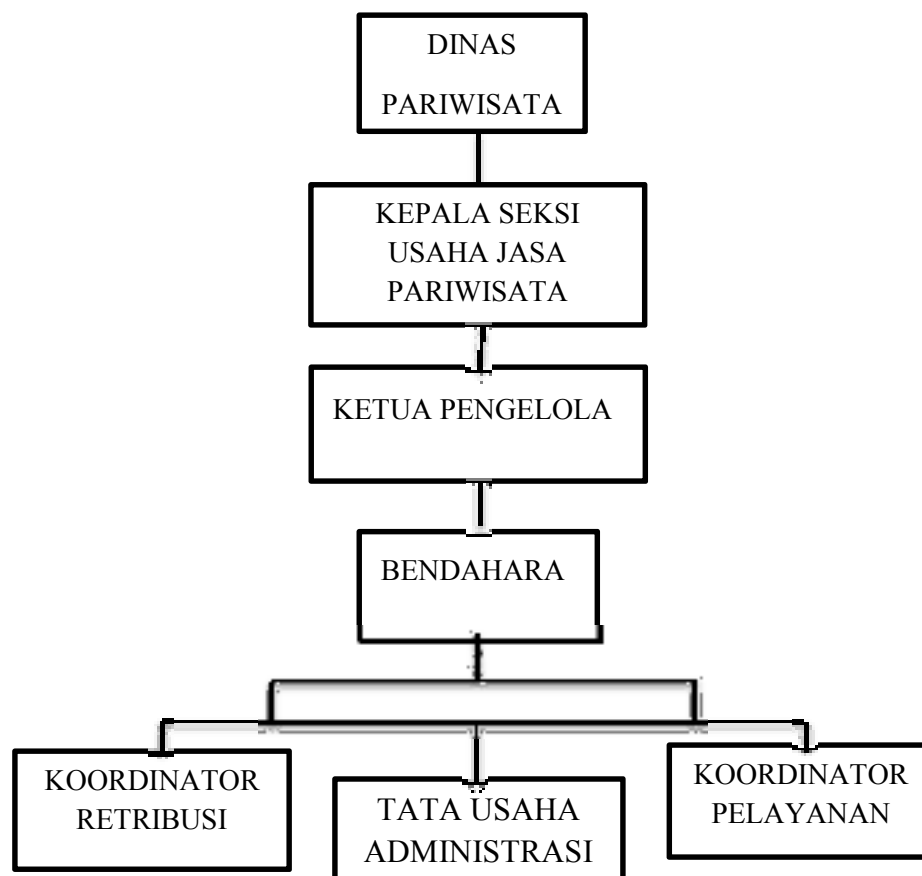 DINAS
PARIWISATA
KEPALA SEKSI
USAHA JASA
PARIWISATA
KETUA PENGELOLA
BENDAHARA
KOORDINATOR
RETRIBUSI
TATA USAHA
ADMINISTRASI
KOORDINATOR
PELAYANAN